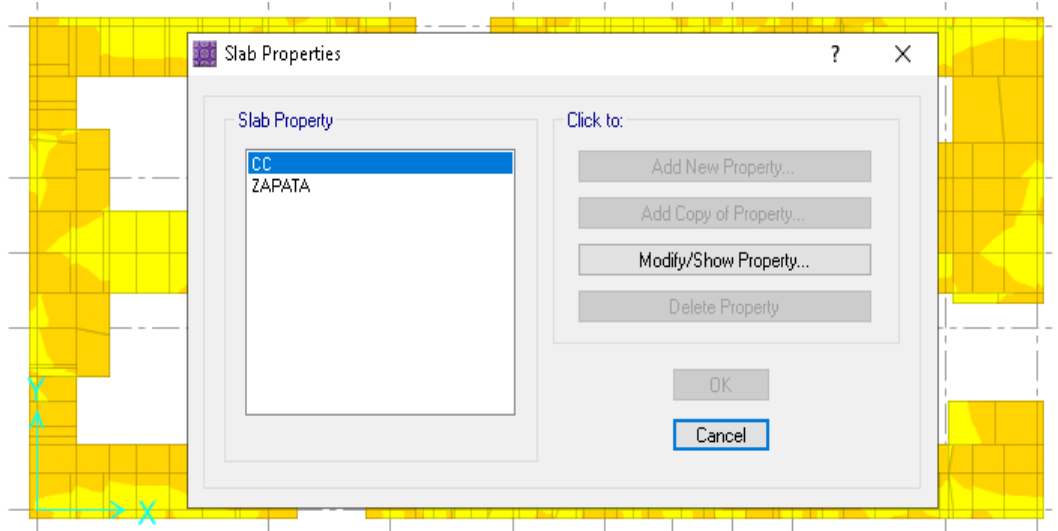 Slab Properties
?
Slab Property
CC
ZAPATA
Click to:
Add New Property...
Add Copy of Property...
Modify/Show Property...
Delete Property
OK
Cancel
Y
X